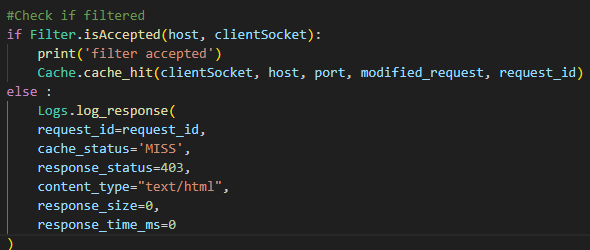 #Check if filtered
if Filter.isAccepted(host, clientSocket):
    print('filter accepted')
    Cache.cache_hit(clientSocket, host, port, modified_request, request_id)
else :
    Logs.log_response(
    request_id=request_id,
    cache_status='MISS',
    response_status=403,
    content_type="text/html",
    response_size=0,
    response_time_ms=0
)